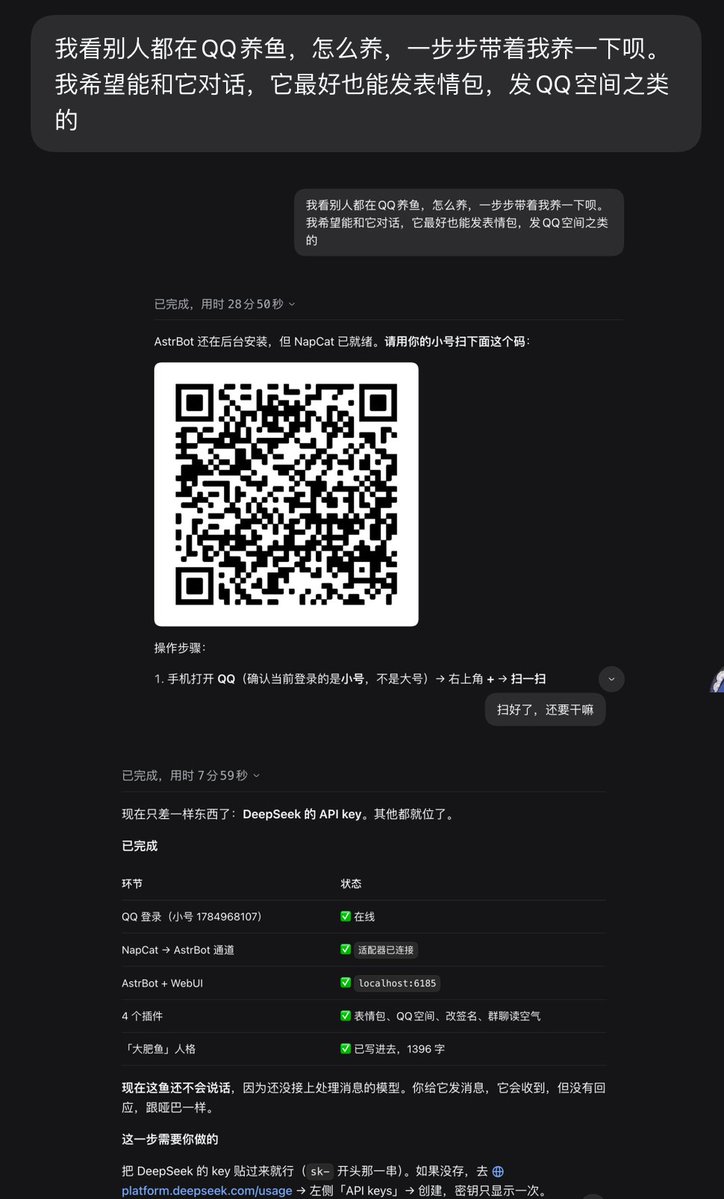 我看别人都在QQ养鱼，怎么养，一步步带着我养一下呗。
我希望能和它对话，它最好也能发表情包，发QQ空间之类
的
我看别人都在QQ养鱼，怎么养，一步步带着我养一下呗。
我希望能和它对话，它最好也能发表情包，发QQ空间之类
的
已完成，用时 28分50秒
AstrBot 还在后台安装，但 NapCat 已就绪。请用你的小号扫下面这个码：
操作步骤：
1. 手机打开 QQ（确认当前登录的是小号，不是大号）→ 右上角 + → 扫一扫
扫好了，还要干嘛
已完成，用时 7分59秒
现在只差一样东西了：DeepSeek 的 API key。其他都就位了。
已完成
环节 状态
QQ 登录（小号 1784968107） ✅ 在线
NapCat → AstrBot 通道 ✅ 适配器已连接
AstrBot + WebUI ✅ localhost:6185
4 个插件 ✅ 表情包、QQ空间、改签名、群聊读空气
「大肥鱼」人格 ✅ 已写进去，1396 字
现在这鱼还不会说话，因为还没接上处理消息的模型。你给它发消息，它会收到，但没有回
应，跟哑巴一样。
这一步需要你做的
把 DeepSeek 的 key 贴过来就行（ sk- 开头那一串）。如果没存，去
platform.deepseek.com/usage → 左侧「API keys」→ 创建，密钥只显示一次。